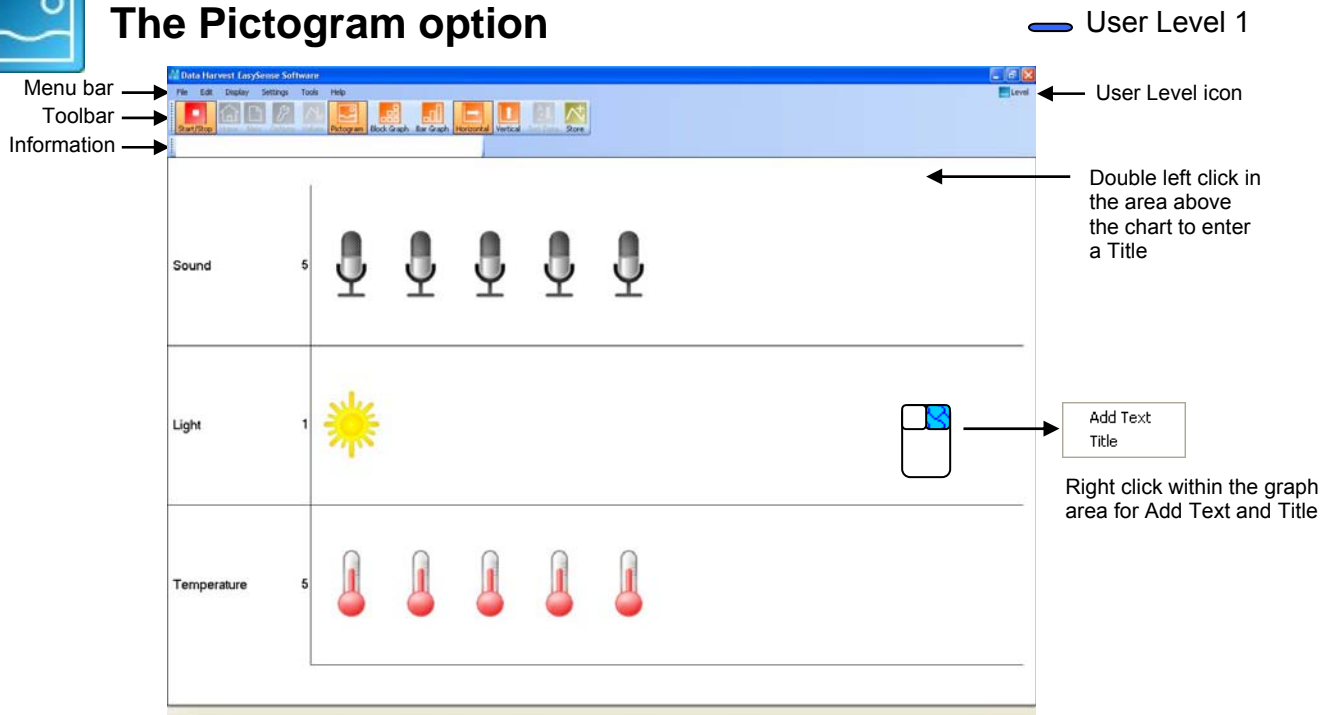 The Pictogram option
User Level 1
Data Harvest EasySense Software
Menu bar
File Edit Display Settings Tools Help
Level
User Level icon
Toolbar
Start/Stop Pictogram Block Graph Bar Graph Horizontal Vertical Store
Information
Double left click in
the area above
the chart to enter
a Title
Sound 5
Light 1
Add Text
Title
Right click within the graph
area for Add Text and Title
Temperature 5